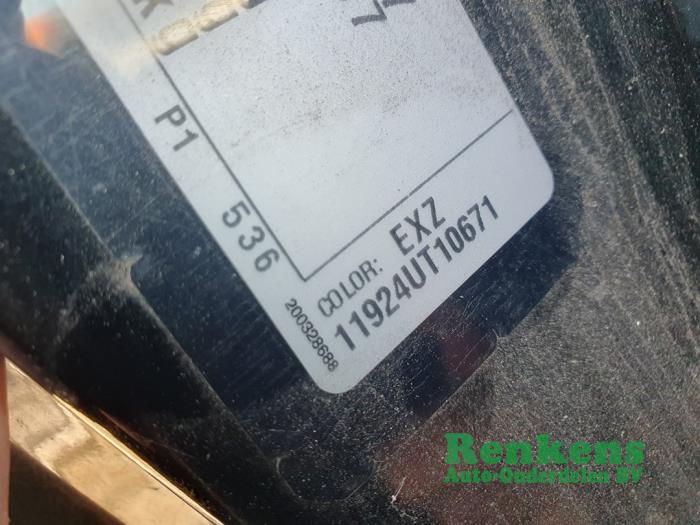 P1
536
COLOR: EXZ
11924UT10671
200328688
Renkens
Auto-Onderdelen BV